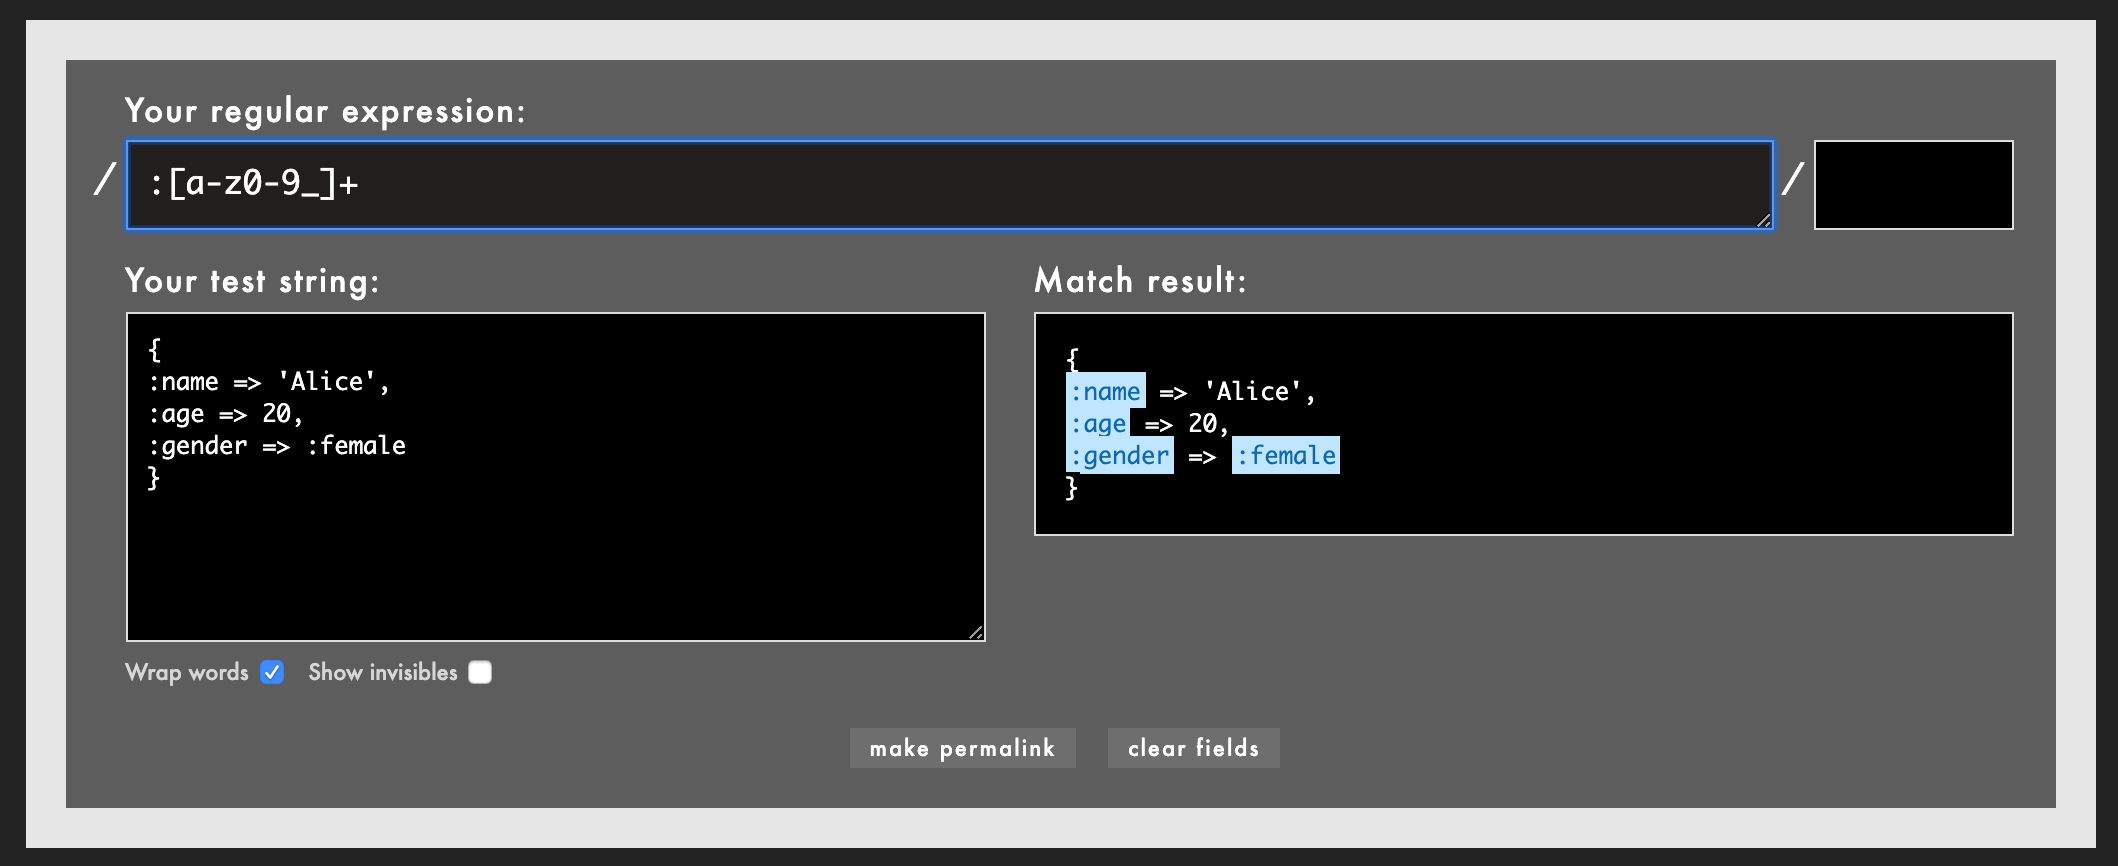 Your regular expression:
/ :[a-z0-9_]+ /
Your test string:
{
:name => 'Alice',
:age => 20,
:gender => :female
}
Wrap words Show invisibles
Match result:
{
:name => 'Alice',
:age => 20,
:gender => :female
}
make permalink clear fields